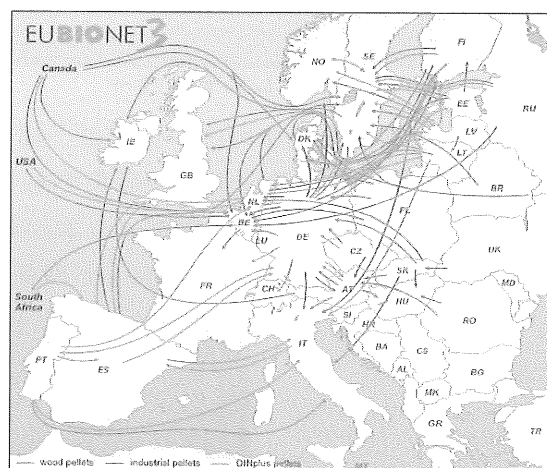 EUBIONET3
Canada
NO
SE
FI
RU
EE
LV
LT
DK
IE
USA
GB
NL
BE
BR
PL
DE
LU
CZ
UK
SK
FR
CH
AT
HU
MD
South
Africa
SI
HR
RO
IT
BA
CS
PT
ES
BG
AL
MK
GR
TR
wood pellets
industrial pellets
DINplus pellets